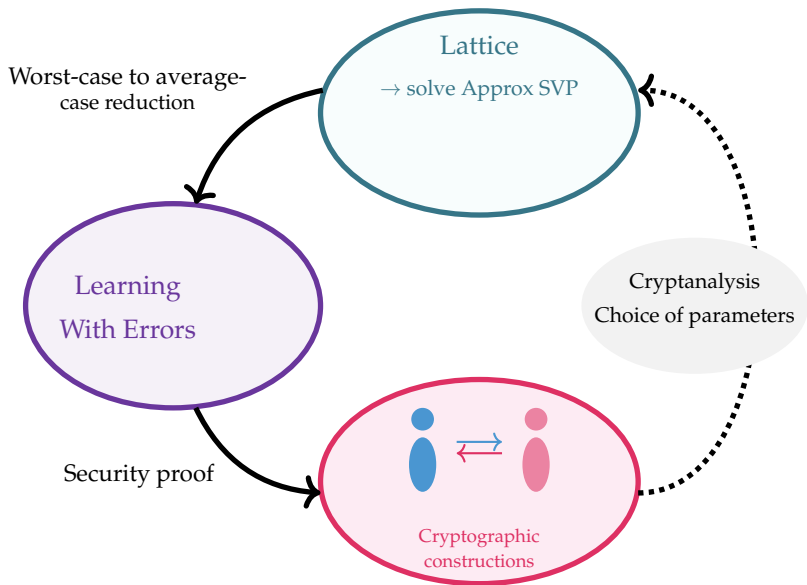 Lattice
→ solve Approx SVP
Worst-case to average-
case reduction
Learning
With Errors
Cryptanalysis
Choice of parameters
Security proof
Cryptographic
constructions